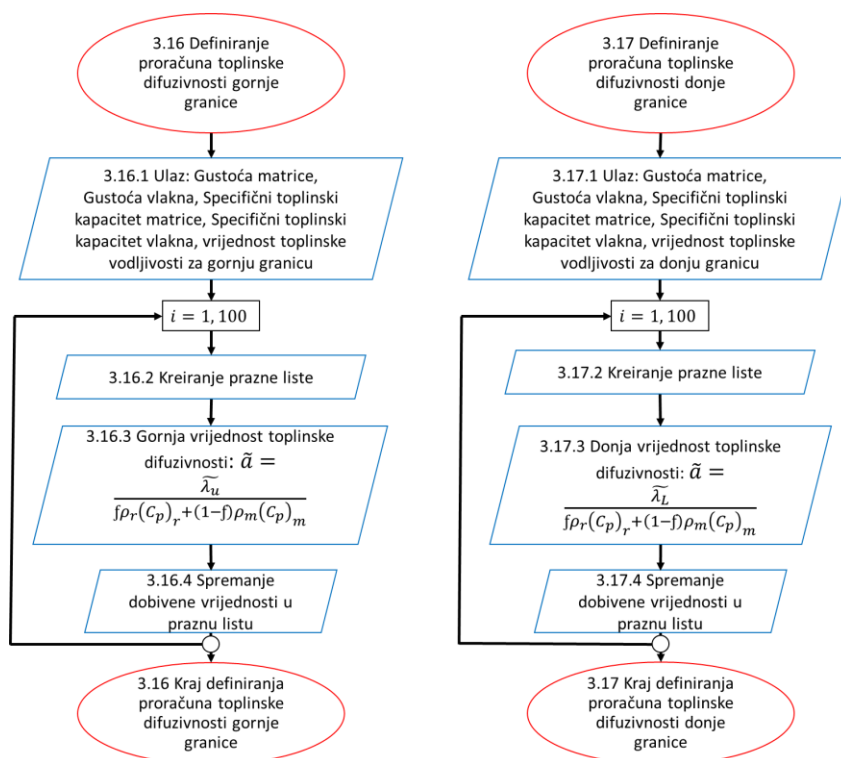 3.16 Definiranje
proračuna toplinske
difuzivnosti gornje
granice
3.16.1 Ulaz: Gustoća matrice,
Gustoća vlakna, Specifični toplinski
kapacitet matrice, Specifični toplinski
kapacitet vlakna, vrijednost toplinske
vodljivosti za gornju granicu
i = 1, 100
3.16.2 Kreiranje prazne liste
3.16.3 Gornja vrijednost toplinske
difuzivnosti: ã =
λ̃_u
fρ_r(C_p)_r+(1−f)ρ_m(C_p)_m
3.16.4 Spremanje
dobivene vrijednosti u
praznu listu
3.16 Kraj definiranja
proračuna toplinske
difuzivnosti gornje
granice
3.17 Definiranje
proračuna toplinske
difuzivnosti donje
granice
3.17.1 Ulaz: Gustoća matrice,
Gustoća vlakna, Specifični toplinski
kapacitet matrice, Specifični toplinski
kapacitet vlakna, vrijednost toplinske
vodljivosti za donju granicu
i = 1, 100
3.17.2 Kreiranje prazne liste
3.17.3 Donja vrijednost toplinske
difuzivnosti: ã =
λ̃_L
fρ_r(C_p)_r+(1−f)ρ_m(C_p)_m
3.17.4 Spremanje
dobivene vrijednosti u
praznu listu
3.17 Kraj definiranja
proračuna toplinske
difuzivnosti donje
granice